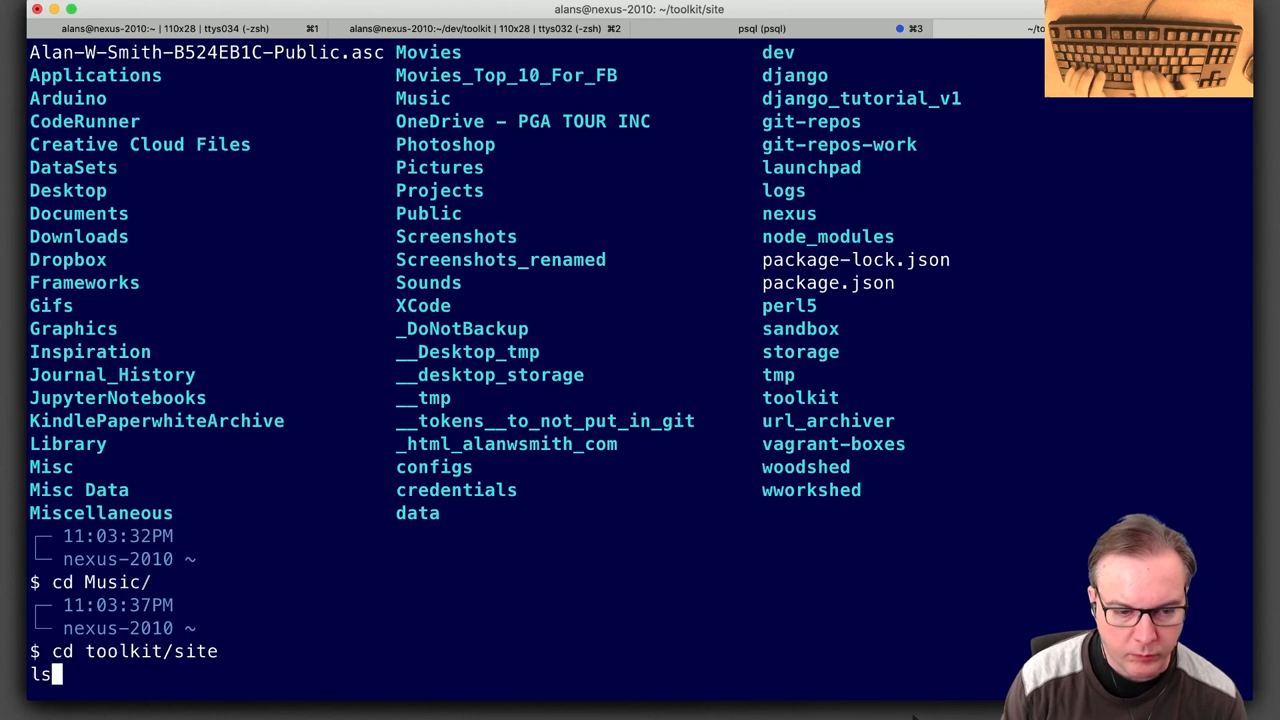 alans@nexus-2010: ~/toolkit/site
alans@nexus-2010:~ | 110x28 | ttys034 (-zsh) ⌘1 alans@nexus-2010:~/dev/toolkit | 110x28 | ttys032 (-zsh) ⌘2 psql (psql) ⌘3
Alan-W-Smith-B524EB1C-Public.asc Movies dev
Applications Movies_Top_10_For_FB django
Arduino Music django_tutorial_v1
CodeRunner OneDrive - PGA TOUR INC git-repos
Creative Cloud Files Photoshop git-repos-work
DataSets Pictures launchpad
Desktop Projects logs
Documents Public nexus
Downloads Screenshots node_modules
Dropbox Screenshots_renamed package-lock.json
Frameworks Sounds package.json
Gifs XCode perl5
Graphics _DoNotBackup sandbox
Inspiration __Desktop_tmp storage
Journal_History __desktop_storage tmp
JupyterNotebooks __tmp toolkit
KindlePaperwhiteArchive __tokens__to_not_put_in_git url_archiver
Library _html_alanwsmith_com vagrant-boxes
Misc configs woodshed
Misc Data credentials wworkshed
Miscellaneous data
11:03:32PM
nexus-2010 ~
$ cd Music/
11:03:37PM
nexus-2010 ~
$ cd toolkit/site
ls